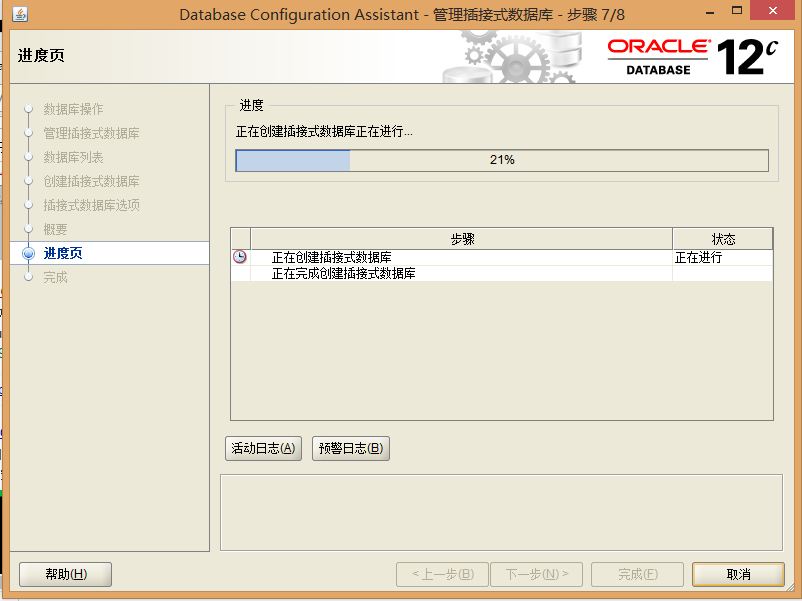 Database Configuration Assistant - 管理插接式数据库 - 步骤 7/8
进度页
ORACLE
DATABASE
12c
数据库操作
管理插接式数据库
数据库列表
创建插接式数据库
插接式数据库选项
概要
进度页
完成
进度
正在创建插接式数据库正在进行...
21%
步骤 状态
正在创建插接式数据库 正在进行
正在完成创建插接式数据库
活动日志(A) 预警日志(B)
帮助(H) < 上一步(B) 下一步(N) > 完成(F) 取消